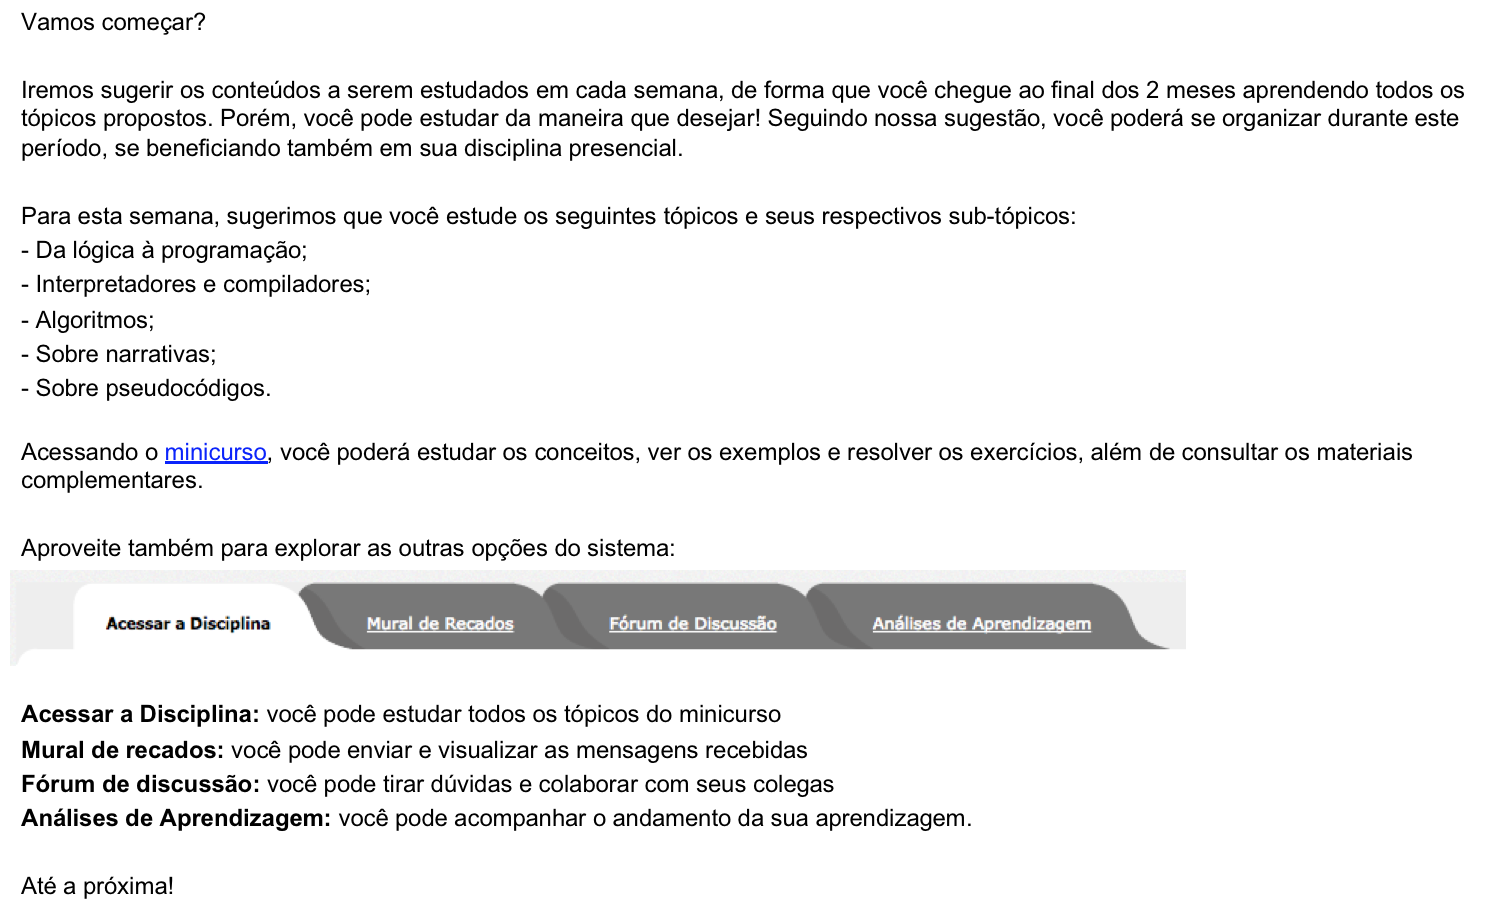 Vamos começar?
Iremos sugerir os conteúdos a serem estudados em cada semana, de forma que você chegue ao final dos 2 meses aprendendo todos os
tópicos propostos. Porém, você pode estudar da maneira que desejar! Seguindo nossa sugestão, você poderá se organizar durante este
período, se beneficiando também em sua disciplina presencial.
Para esta semana, sugerimos que você estude os seguintes tópicos e seus respectivos sub-tópicos:
- Da lógica à programação;
- Interpretadores e compiladores;
- Algoritmos;
- Sobre narrativas;
- Sobre pseudocódigos.
Acessando o minicurso, você poderá estudar os conceitos, ver os exemplos e resolver os exercícios, além de consultar os materiais
complementares.
Aproveite também para explorar as outras opções do sistema:
Acessar a Disciplina Mural de Recados Fórum de Discussão Análises de Aprendizagem
Acessar a Disciplina: você pode estudar todos os tópicos do minicurso
Mural de recados: você pode enviar e visualizar as mensagens recebidas
Fórum de discussão: você pode tirar dúvidas e colaborar com seus colegas
Análises de Aprendizagem: você pode acompanhar o andamento da sua aprendizagem.
Até a próxima!